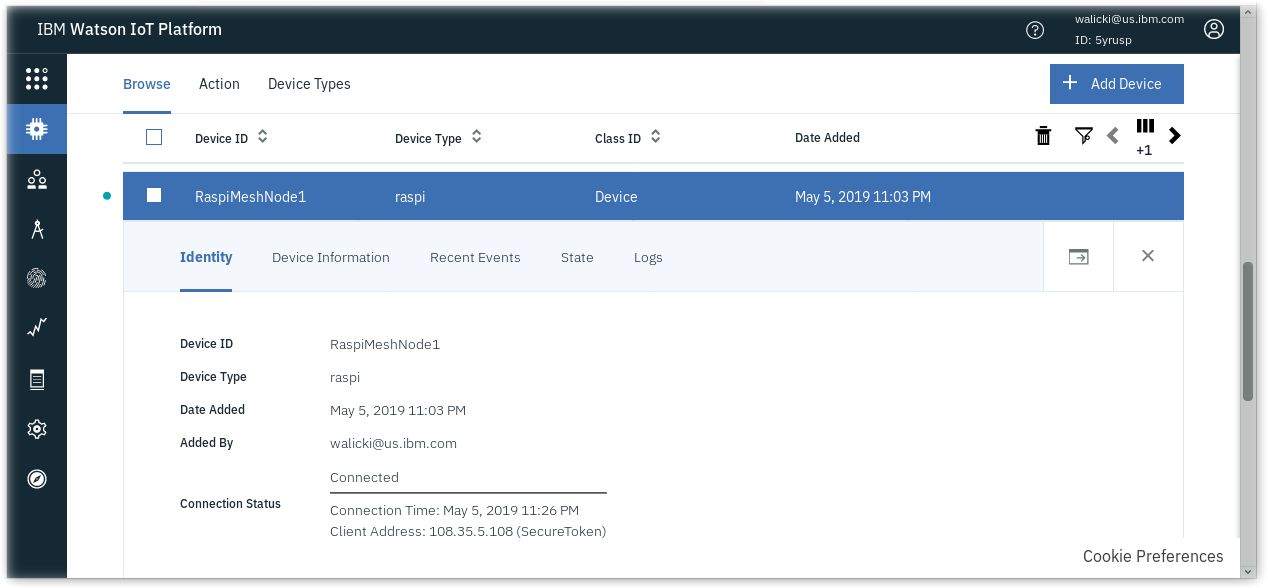 IBM Watson IoT Platform
walicki@us.ibm.com
ID: 5yrusp
Browse Action Device Types
+ Add Device
Device ID Device Type Class ID Date Added
+1
RaspiMeshNode1 raspi Device May 5, 2019 11:03 PM
Identity Device Information Recent Events State Logs
Device ID RaspiMeshNode1
Device Type raspi
Date Added May 5, 2019 11:03 PM
Added By walicki@us.ibm.com
Connected
Connection Status
Connection Time: May 5, 2019 11:26 PM
Client Address: 108.35.5.108 (SecureToken)
Cookie Preferences